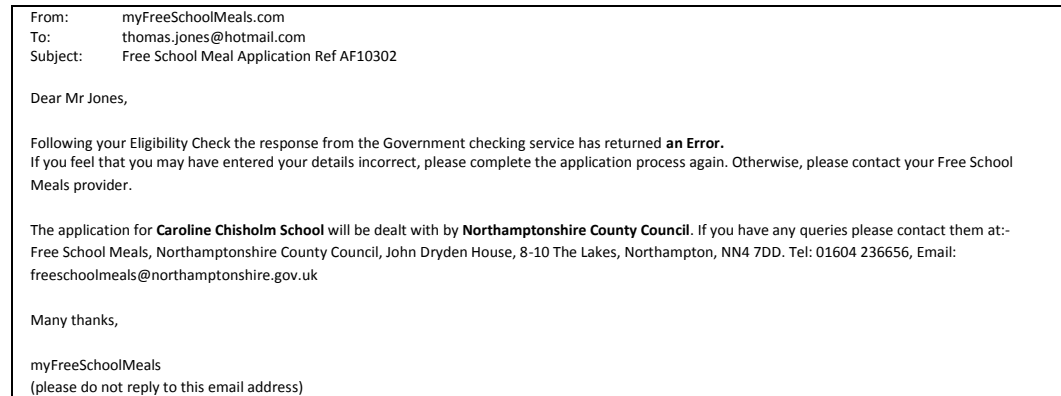 From: myFreeSchoolMeals.com
To: thomas.jones@hotmail.com
Subject: Free School Meal Application Ref AF10302
Dear Mr Jones,
Following your Eligibility Check the response from the Government checking service has returned an Error.
If you feel that you may have entered your details incorrect, please complete the application process again. Otherwise, please contact your Free School
Meals provider.
The application for Caroline Chisholm School will be dealt with by Northamptonshire County Council. If you have any queries please contact them at:-
Free School Meals, Northamptonshire County Council, John Dryden House, 8-10 The Lakes, Northampton, NN4 7DD. Tel: 01604 236656, Email:
freeschoolmeals@northamptonshire.gov.uk
Many thanks,
myFreeSchoolMeals
(please do not reply to this email address)